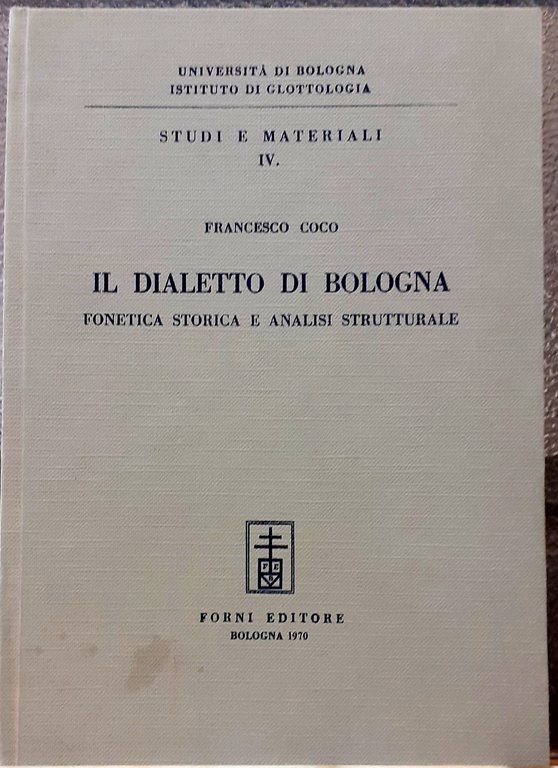 UNIVERSITÁ DI BOLOGNA
ISTITUTO DI GLOTTOLOGIA
STUDI E MATERIALI
IV.
FRANCESCO COCO
IL DIALETTO DI BOLOGNA
FONETICA STORICA E ANALISI STRUTTURALE
F E
B
FORNI EDITORE
BOLOGNA 1970